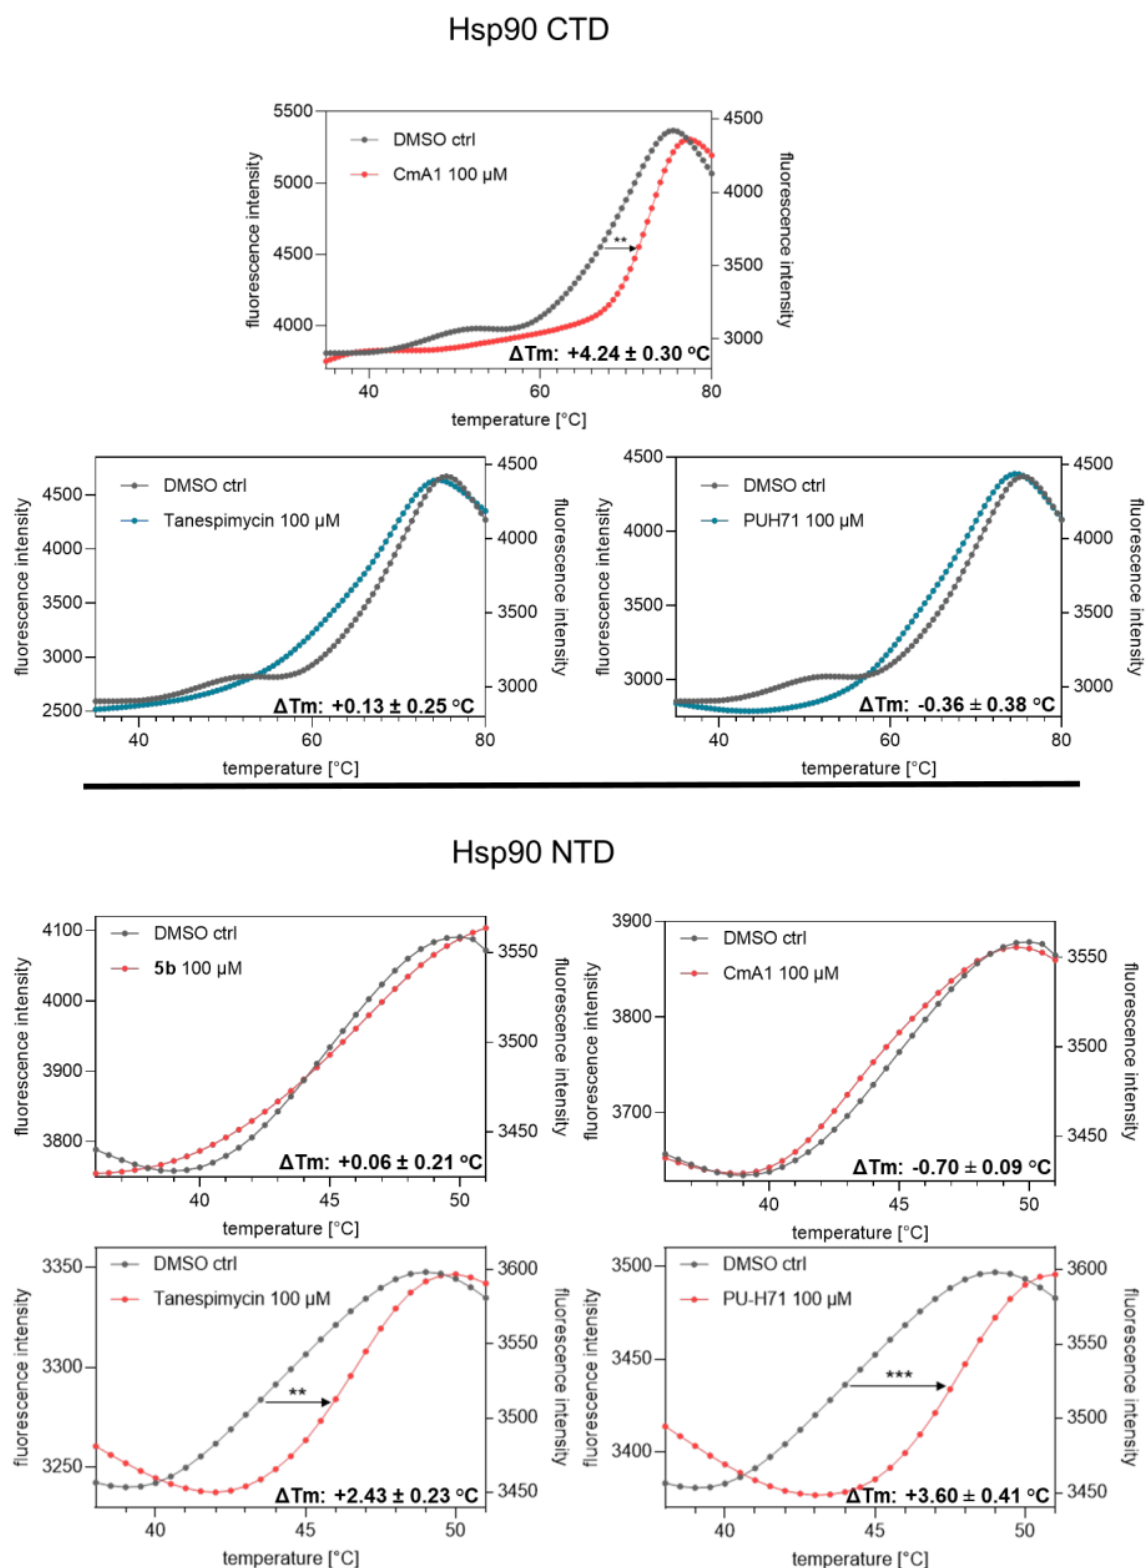 Hsp90 CTD
fluorescence intensity
5500
5000
4500
4000
DMSO ctrl
CmA1 100 µM
**
ΔTm: +4.24 ± 0.30 ºC
4500
4000
3500
3000
fluorescence intensity
40
60
80
temperature [°C]
fluorescence intensity
4500
4000
3500
3000
2500
DMSO ctrl
Tanespimycin 100 µM
ΔTm: +0.13 ± 0.25 ºC
4500
4000
3500
3000
fluorescence intensity
40
60
80
temperature [°C]
fluorescence intensity
4500
4000
3500
3000
DMSO ctrl
PUH71 100 µM
ΔTm: -0.36 ± 0.38 ºC
4500
4000
3500
3000
fluorescence intensity
40
60
80
temperature [°C]
Hsp90 NTD
fluorescence intensity
4100
4000
3900
3800
DMSO ctrl
5b 100 µM
ΔTm: +0.06 ± 0.21 ºC
3550
3500
3450
fluorescence intensity
40
45
50
temperature [°C]
fluorescence intensity
3900
3800
3700
DMSO ctrl
CmA1 100 µM
ΔTm: -0.70 ± 0.09 ºC
3550
3500
3450
fluorescence intensity
40
45
50
temperature [°C]
fluorescence intensity
3350
3300
3250
DMSO ctrl
Tanespimycin 100 µM
**
ΔTm: +2.43 ± 0.23 ºC
3600
3550
3500
3450
fluorescence intensity
40
45
50
temperature [°C]
fluorescence intensity
3500
3450
3400
DMSO ctrl
PU-H71 100 µM
***
ΔTm: +3.60 ± 0.41 ºC
3600
3550
3500
3450
fluorescence intensity
40
45
50
temperature [°C]